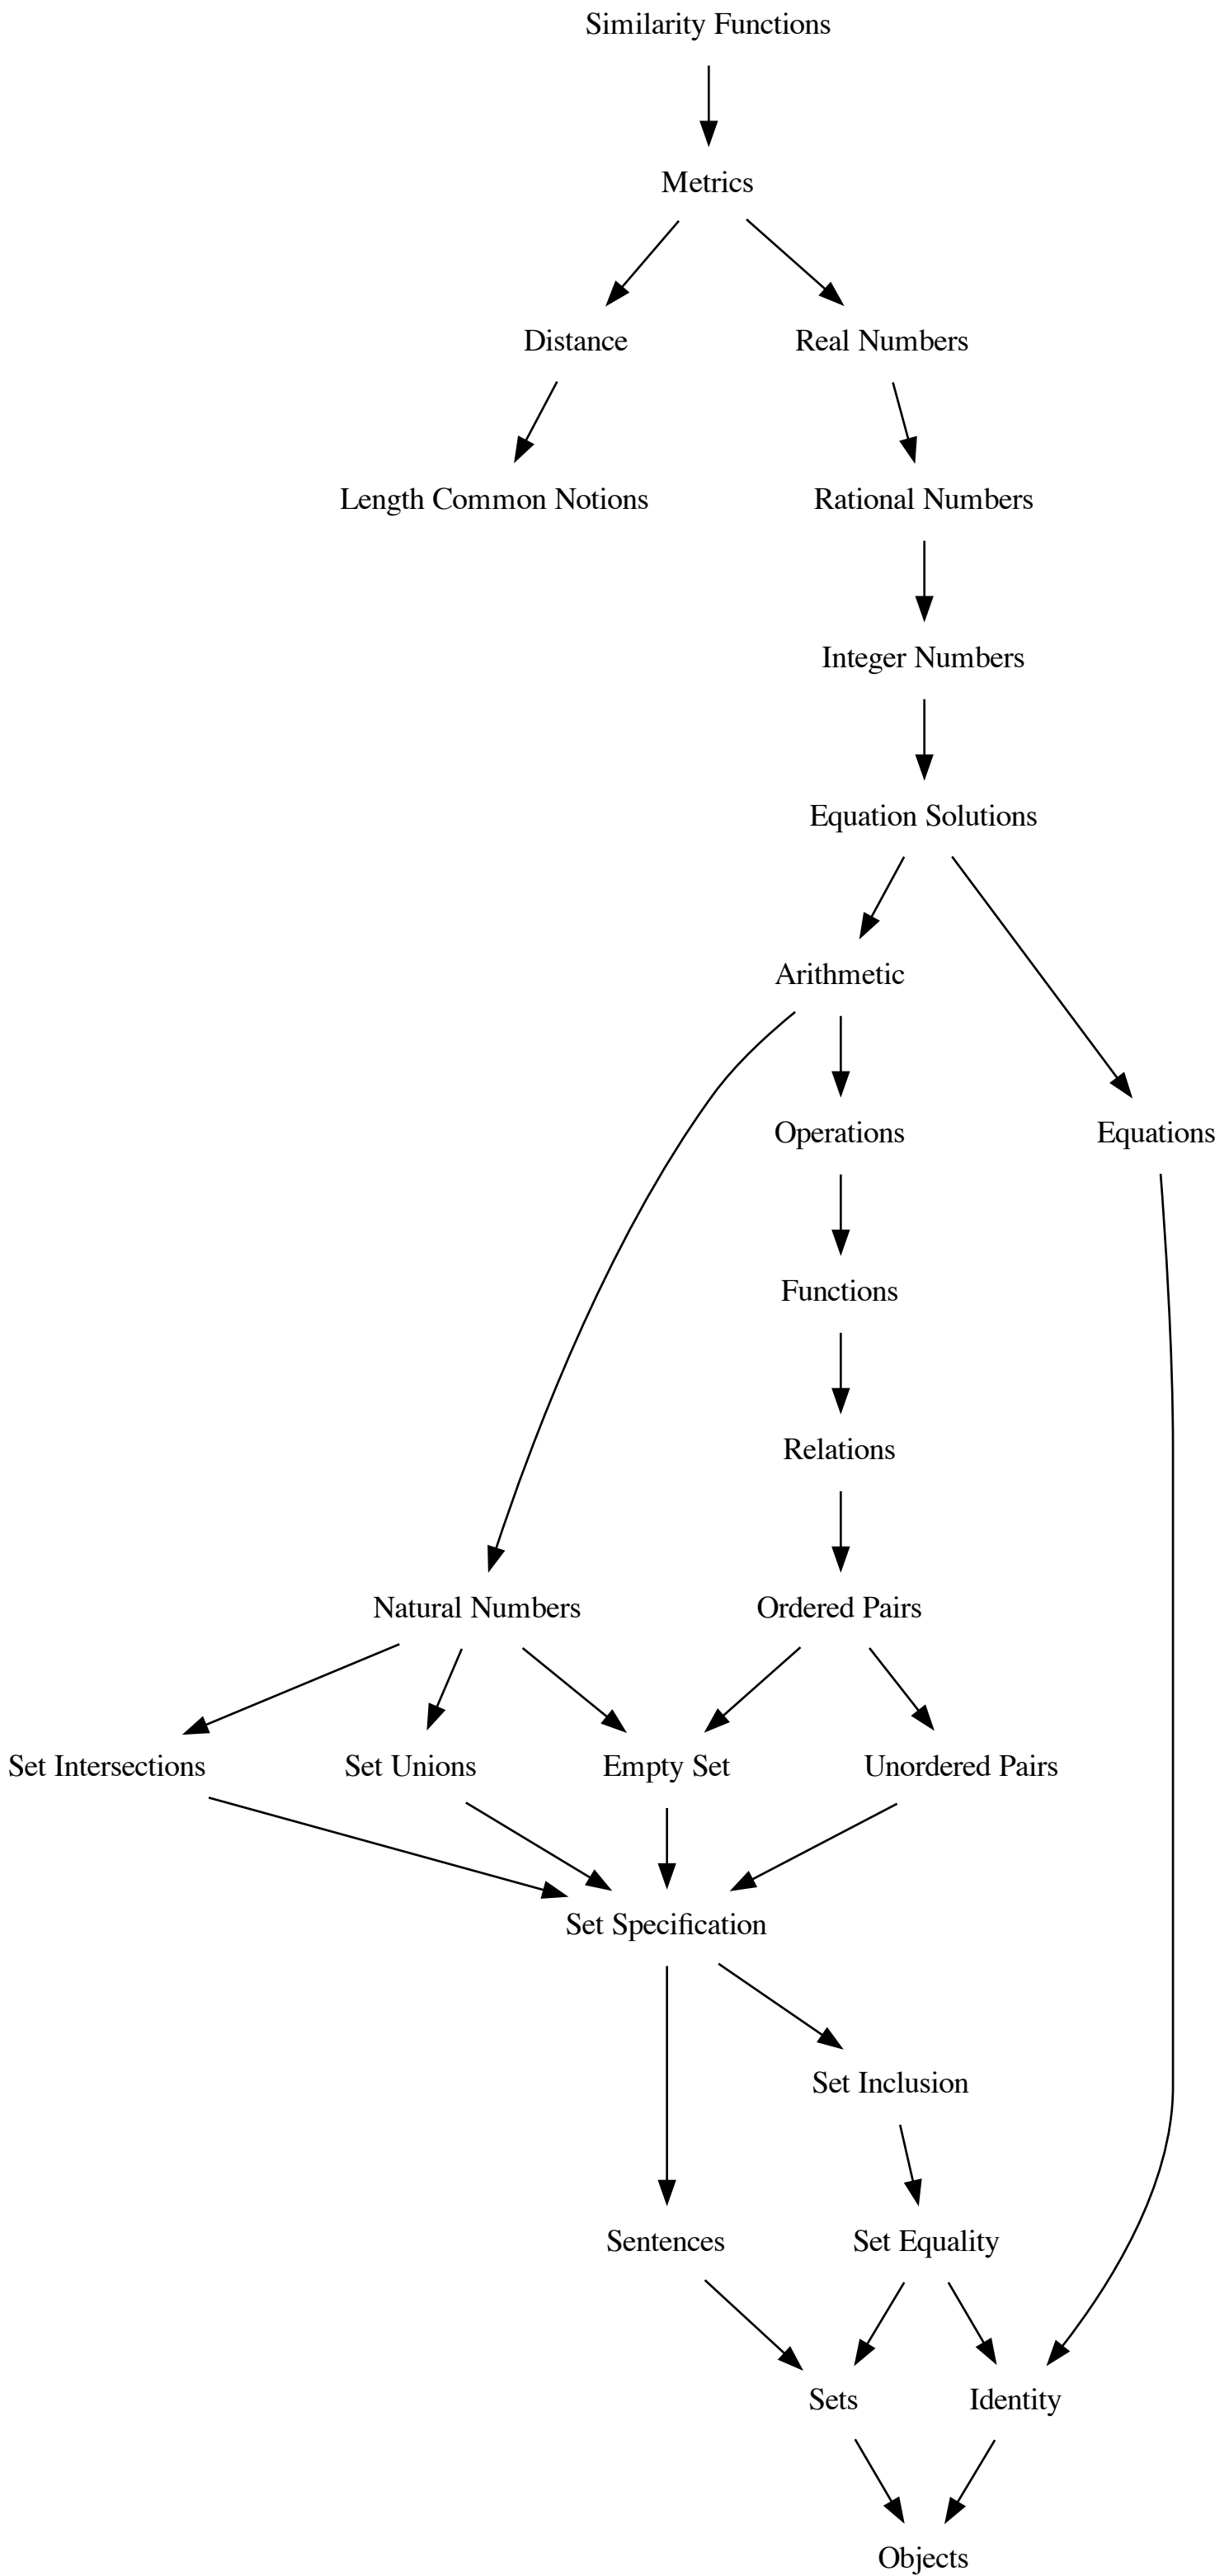 Similarity Functions
Metrics
Distance
Real Numbers
Length Common Notions
Rational Numbers
Integer Numbers
Equation Solutions
Arithmetic
Operations
Equations
Functions
Relations
Natural Numbers
Ordered Pairs
Set Intersections
Set Unions
Empty Set
Unordered Pairs
Set Specification
Set Inclusion
Sentences
Set Equality
Sets
Identity
Objects